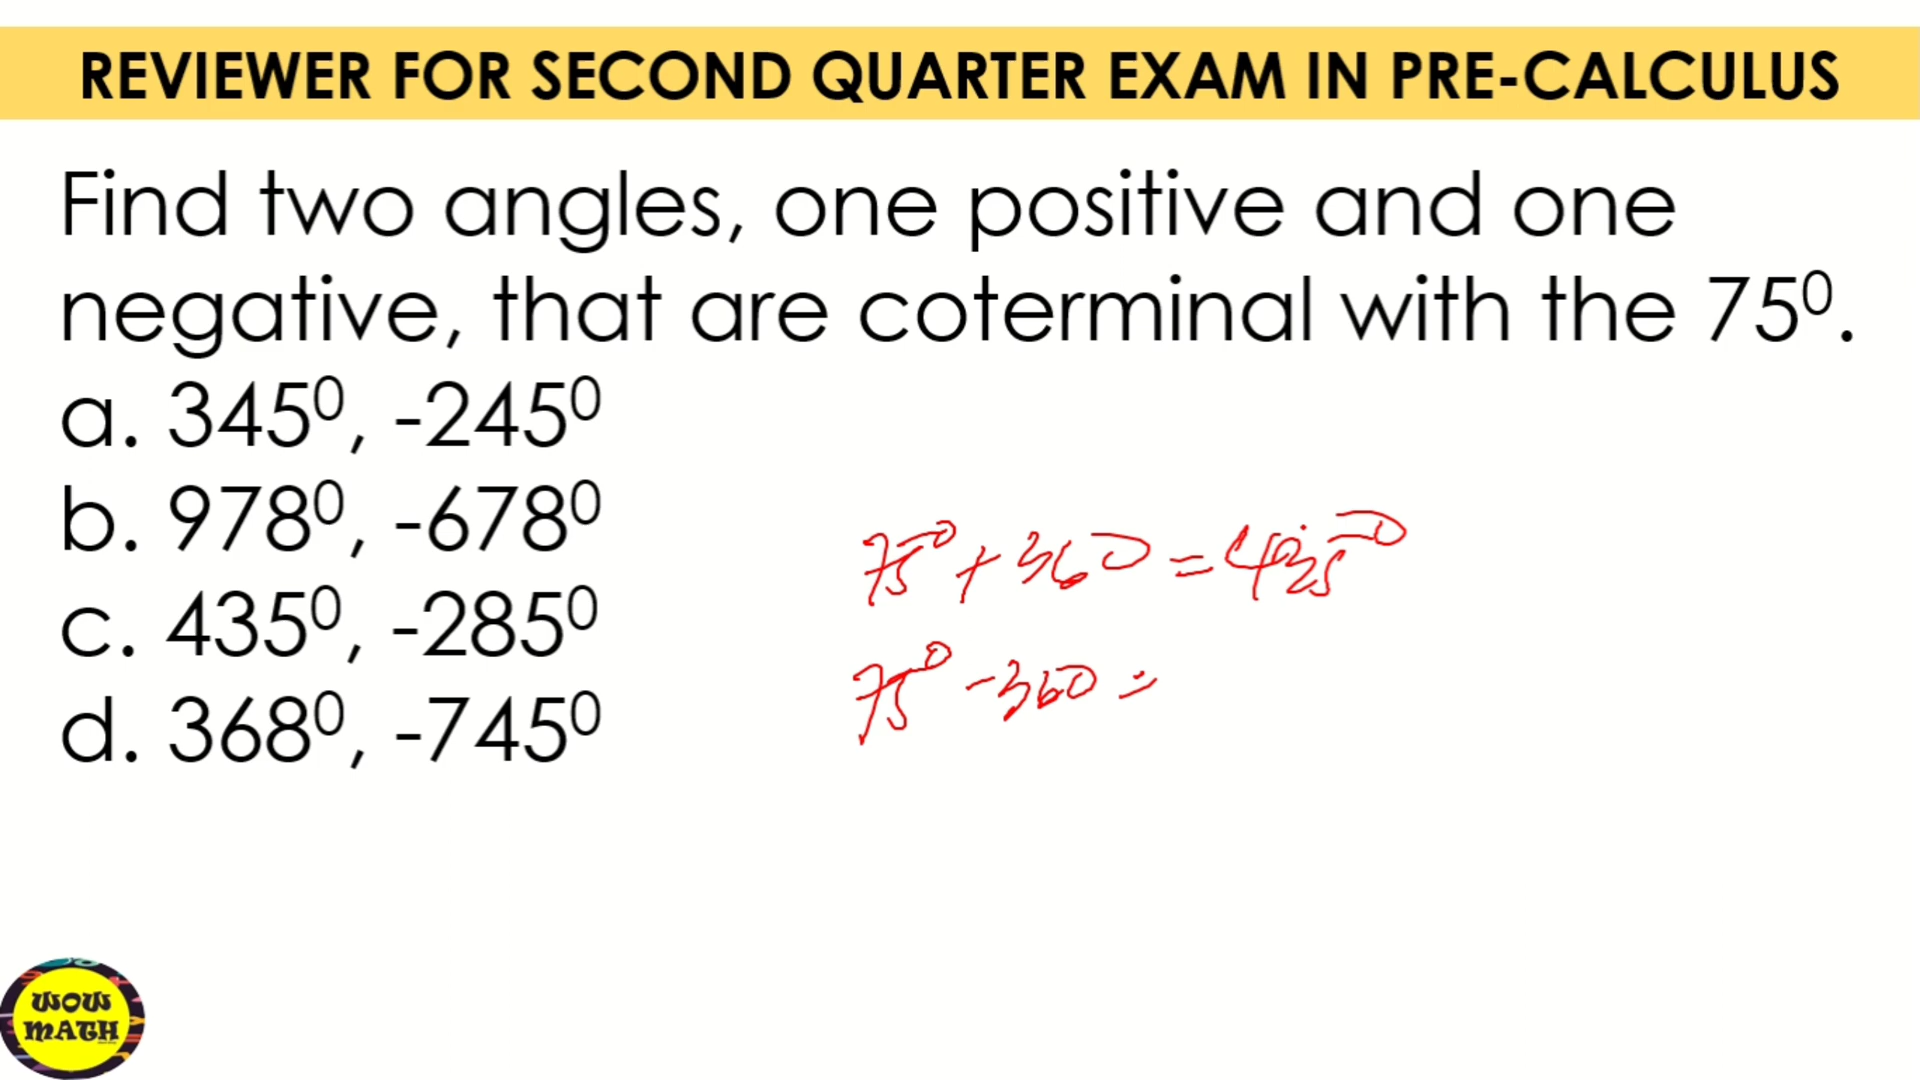 REVIEWER FOR SECOND QUARTER EXAM IN PRE-CALCULUS
Find two angles, one positive and one
negative, that are coterminal with the 75⁰.
a. 345⁰, -245⁰
b. 978⁰, -678⁰
c. 435⁰, -285⁰
d. 368⁰, -745⁰
75⁰ + 360 = 435⁰
75⁰ - 360 =
WOW
MATH